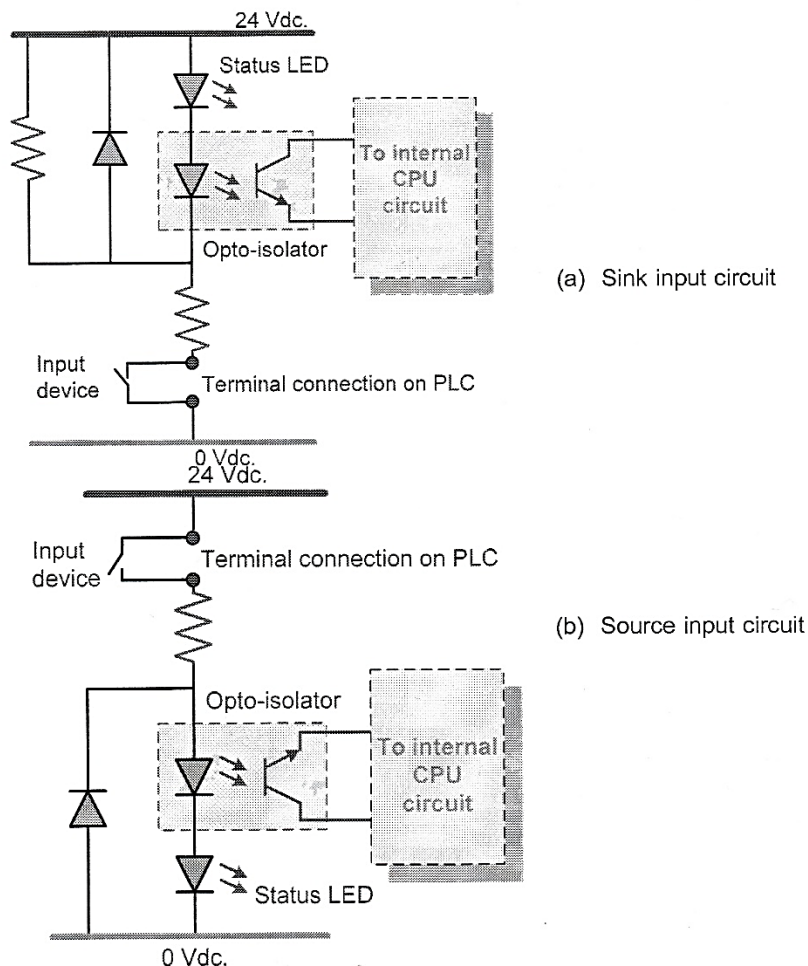 24 Vdc.
Status LED
To internal
CPU
circuit
Opto-isolator
(a) Sink input circuit
Input
device
Terminal connection on PLC
0 Vdc.
24 Vdc.
Input
device
Terminal connection on PLC
(b) Source input circuit
Opto-isolator
To internal
CPU
circuit
Status LED
0 Vdc.